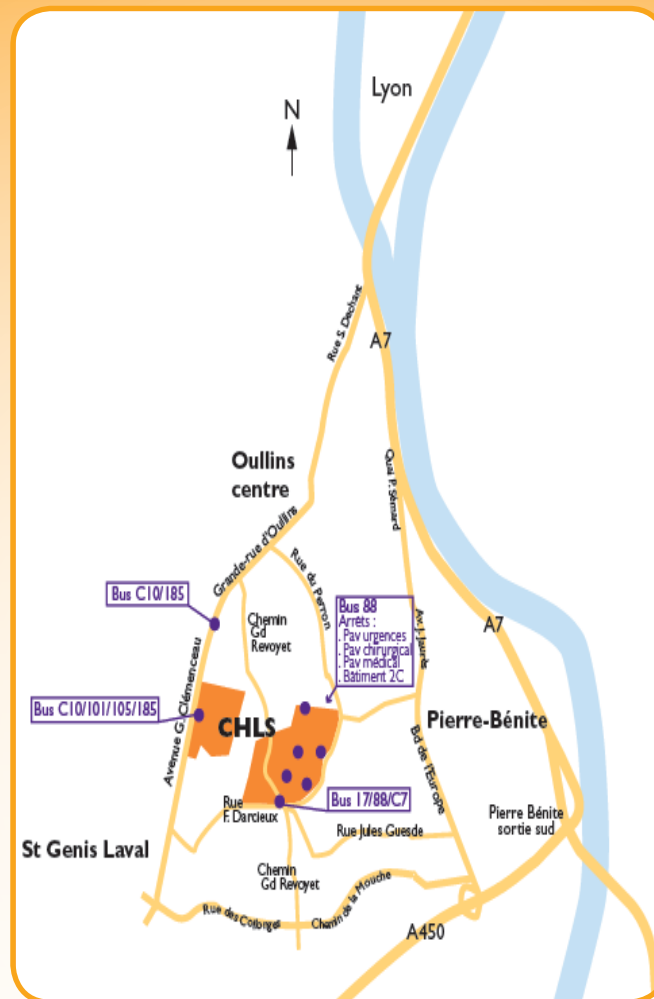 Lyon
N
Rue S. Dechant
A7
Oullins
centre
Quai P. Sémard
Grande-rue d'Oullins
Rue du Perron
Bus C10/185
Chemin
Gd
Revoyet
Bus 88
Arrêts :
. Pav urgences
. Pav chirurgical
. Pav médical
. Bâtiment 2C
Av. J. Jaurès
A7
Avenue G. Clémenceau
Bus C10/101/105/185
CHLS
Pierre-Bénite
Bd de l'Europe
Bus 17/88/C7
Rue
F. Darcieux
Rue Jules Guesde
Pierre Bénite
sortie sud
St Genis Laval
Chemin
Gd Revoyet
Rue des Collonges
Chemin de la Mouche
A450